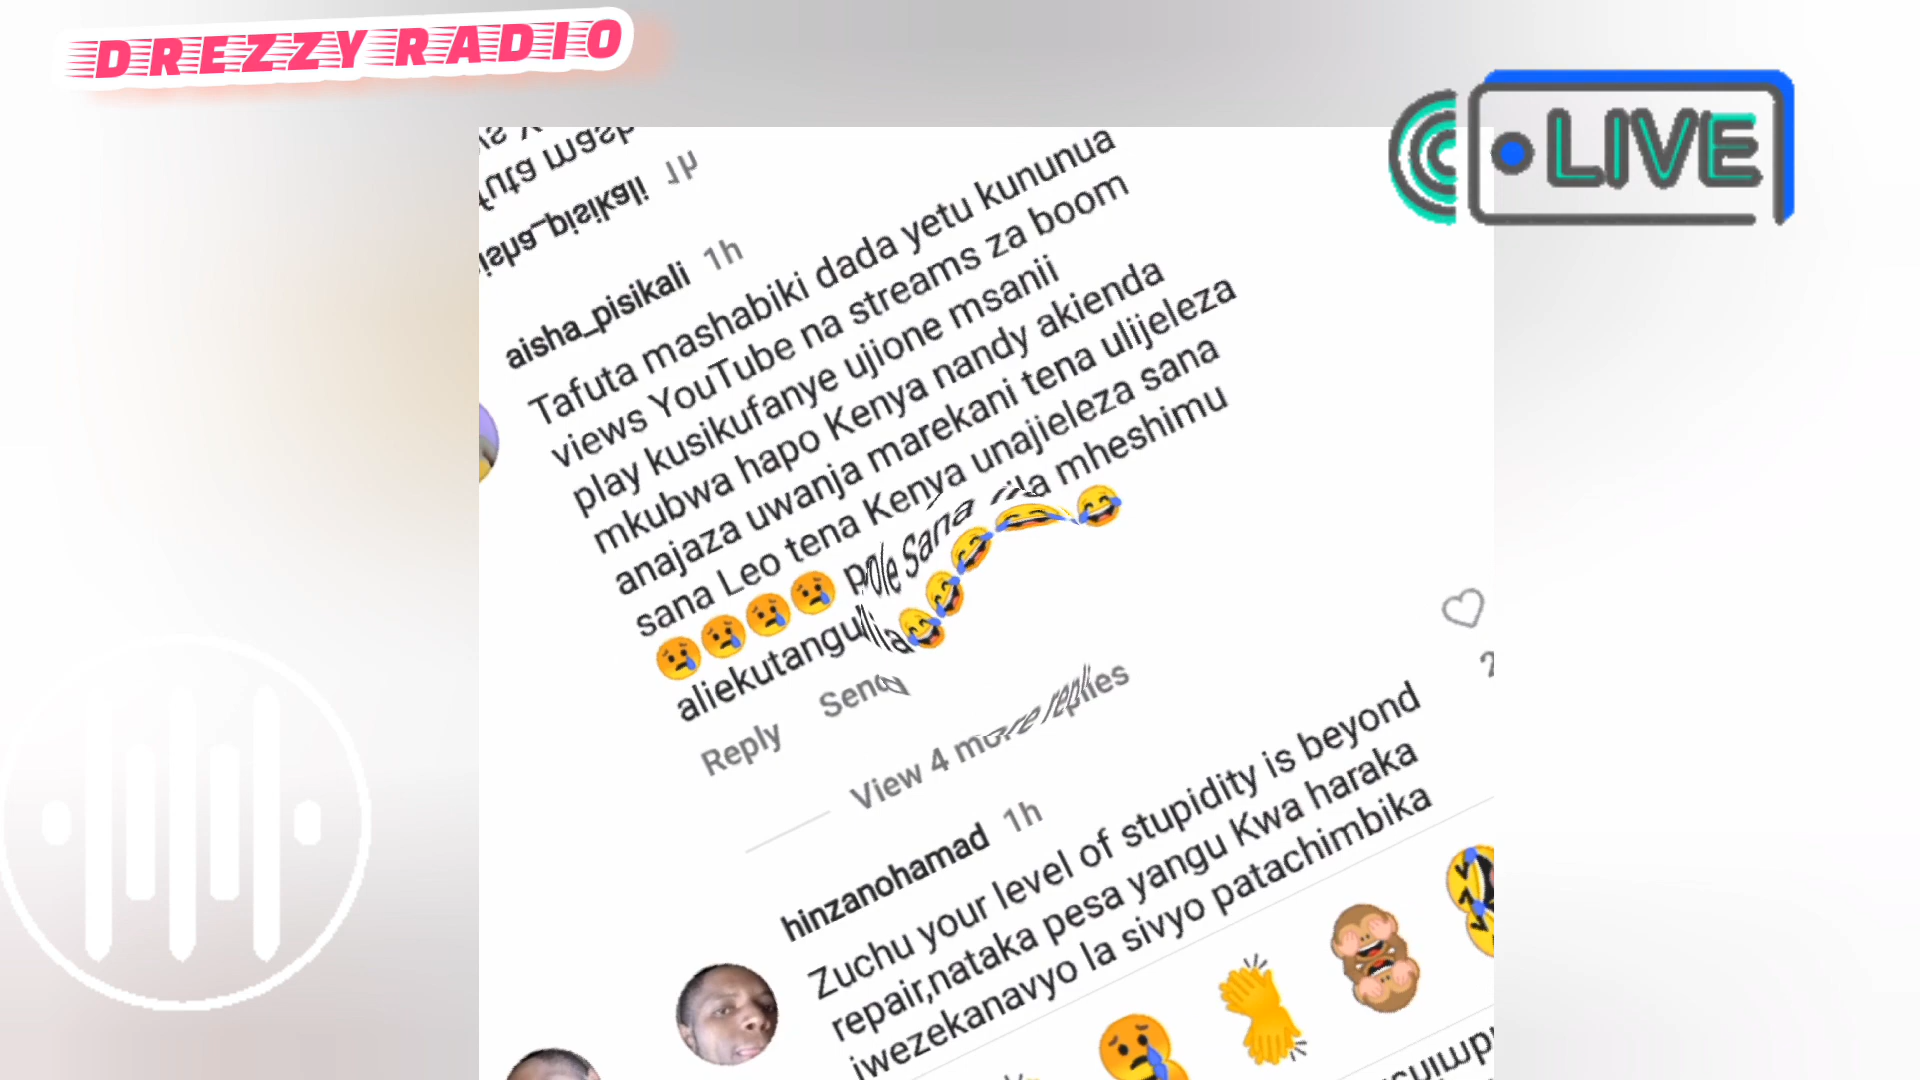 DREZZY RADIO
LIVE
aisha_pisikali 1h
Tafuta mashabiki dada yetu kununua
views YouTube na streams za boom
play kusikufanye ujione msanii
mkubwa hapo Kenya nandy akienda
anajaza uwanja marekani tena ulijeleza
sana Leo tena Kenya unajieleza sana
😢😢😢😢 pole sana dila mheshimu
aliekutangulia😂😂😂😂😂
Reply Send
View 4 more replies
hinzanohamad 1h
Zuchu your level of stupidity is beyond
repair,nataka pesa yangu Kwa haraka
iwezekanavyo la sivyo patachimbika